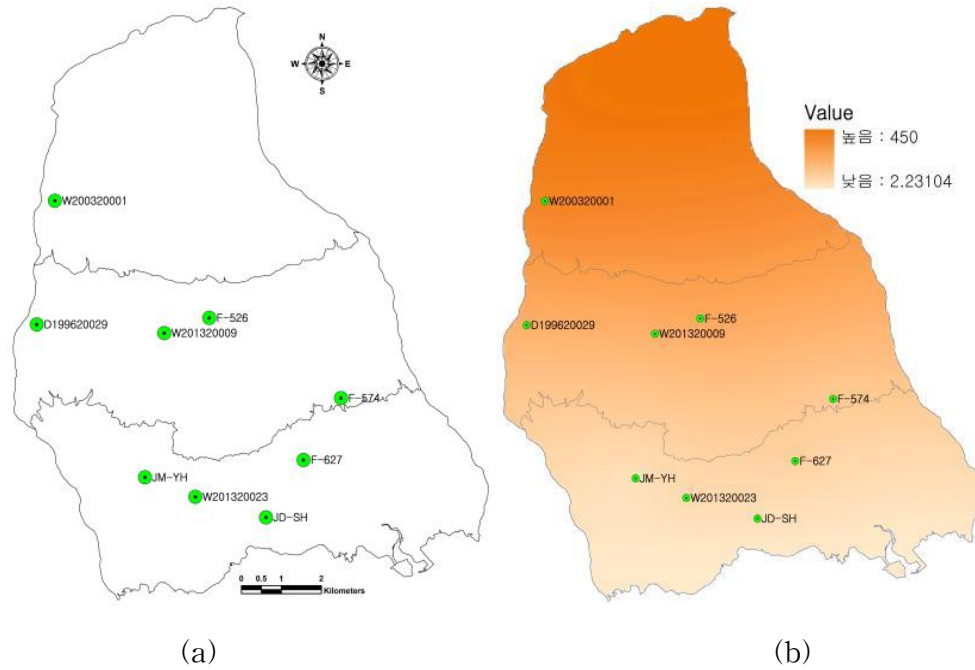 N
W E
S
W200320001
D199620029
F-526
W201320009
F-574
F-627
JM-YH
W201320023
JD-SH
0 0.5 1 2
Kilometers
(a)
Value
높음 : 450
낮음 : 2.23104
W200320001
D199620029
F-526
W201320009
F-574
F-627
JM-YH
W201320023
JD-SH
(b)